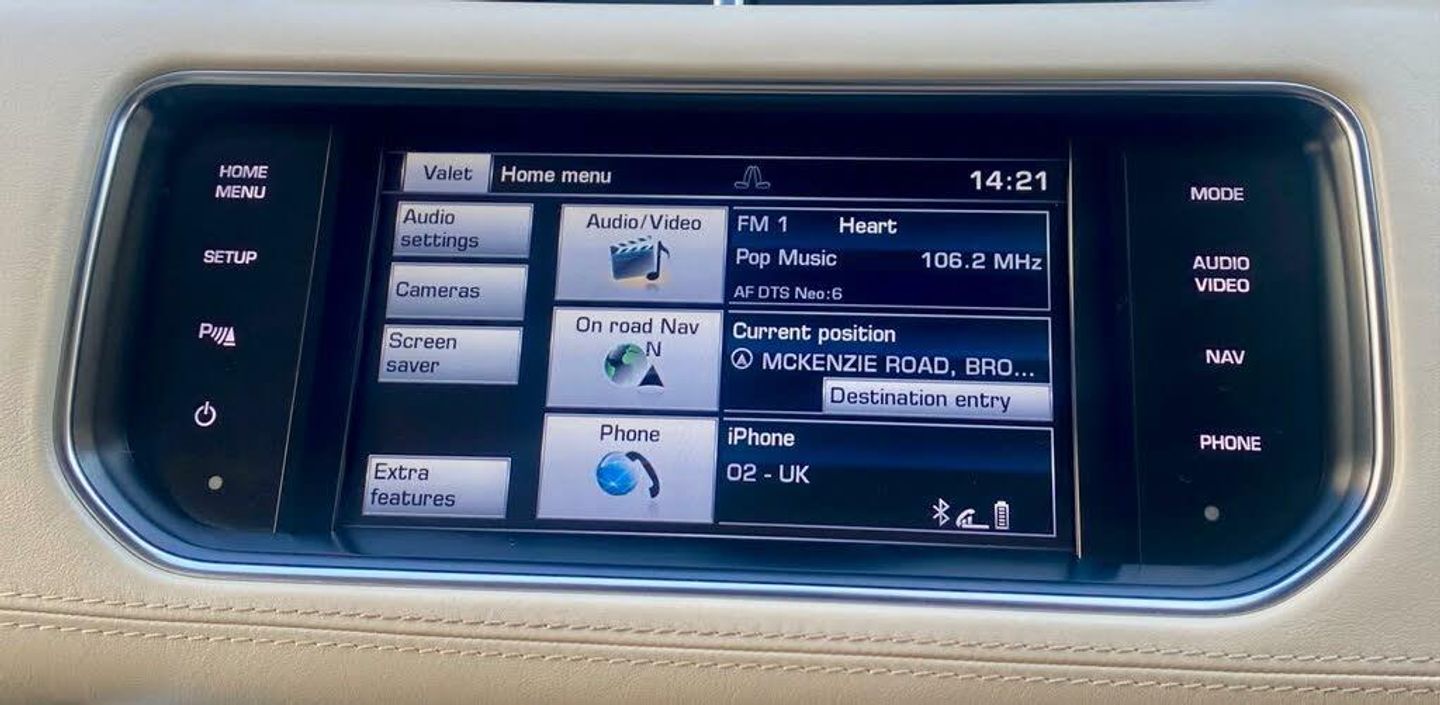 HOME
MENU
SETUP
P
Valet
Home menu
14:21
Audio
settings
Cameras
Screen
saver
Extra
features
Audio/Video
On road Nav
N
Phone
FM 1 Heart
Pop Music 106.2 MHz
AF DTS Neo:6
Current position
MCKENZIE ROAD, BRO...
Destination entry
iPhone
O2 - UK
MODE
AUDIO
VIDEO
NAV
PHONE